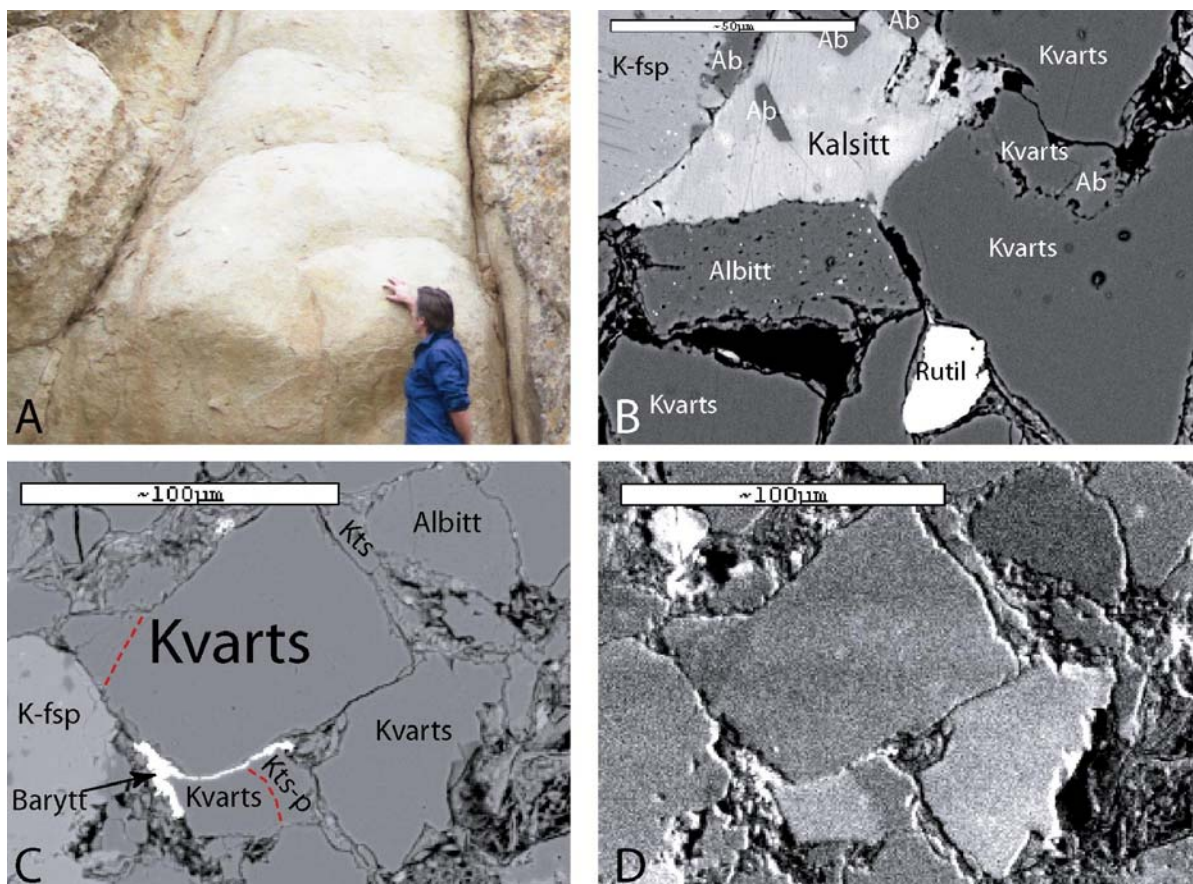 A
~50µm
Ab
Ab
Ab
Ab
K-fsp
Kvarts
Kalsitt
Kvarts
Ab
Kvarts
Albitt
Rutil
Kvarts
B
~100µm
Kts
Albitt
Kvarts
K-fsp
Kvarts
Barytt
Kvarts
Kts-p
C
~100µm
D